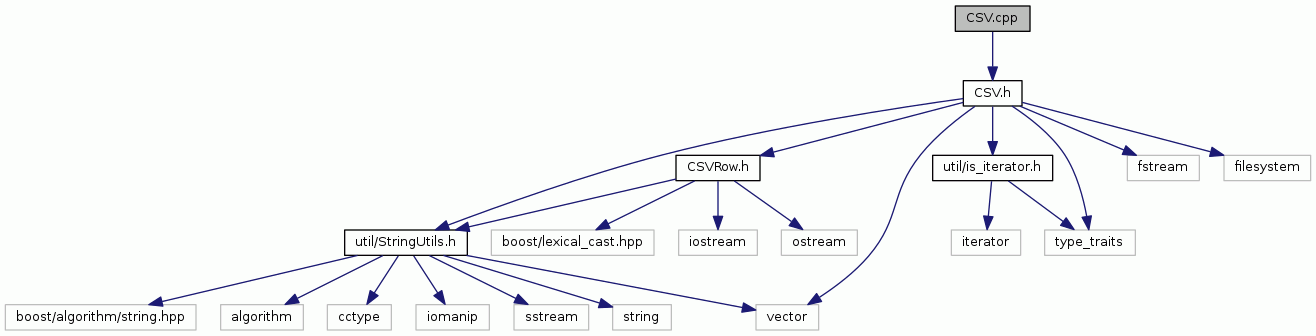 CSV.cpp
CSV.h
CSVRow.h
util/is_iterator.h
fstream
filesystem
util/StringUtils.h
boost/lexical_cast.hpp
iostream
ostream
iterator
type_traits
boost/algorithm/string.hpp
algorithm
cctype
iomanip
sstream
string
vector